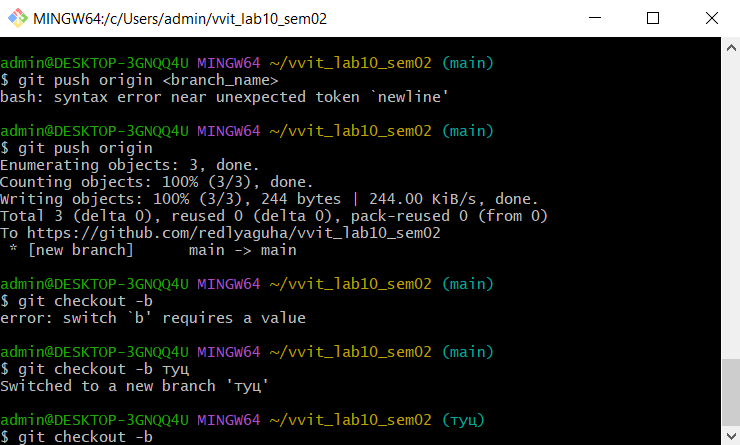 MINGW64:/c/Users/admin/vvit_lab10_sem02
admin@DESKTOP-3GNQQ4U MINGW64 ~/vvit_lab10_sem02 (main)
$ git push origin <branch_name>
bash: syntax error near unexpected token `newline'
admin@DESKTOP-3GNQQ4U MINGW64 ~/vvit_lab10_sem02 (main)
$ git push origin
Enumerating objects: 3, done.
Counting objects: 100% (3/3), done.
Writing objects: 100% (3/3), 244 bytes | 244.00 KiB/s, done.
Total 3 (delta 0), reused 0 (delta 0), pack-reused 0 (from 0)
To https://github.com/redlyaguha/vvit_lab10_sem02
 * [new branch]      main -> main
admin@DESKTOP-3GNQQ4U MINGW64 ~/vvit_lab10_sem02 (main)
$ git checkout -b
error: switch `b' requires a value
admin@DESKTOP-3GNQQ4U MINGW64 ~/vvit_lab10_sem02 (main)
$ git checkout -b туц
Switched to a new branch 'туц'
admin@DESKTOP-3GNQQ4U MINGW64 ~/vvit_lab10_sem02 (туц)
$ git checkout -b